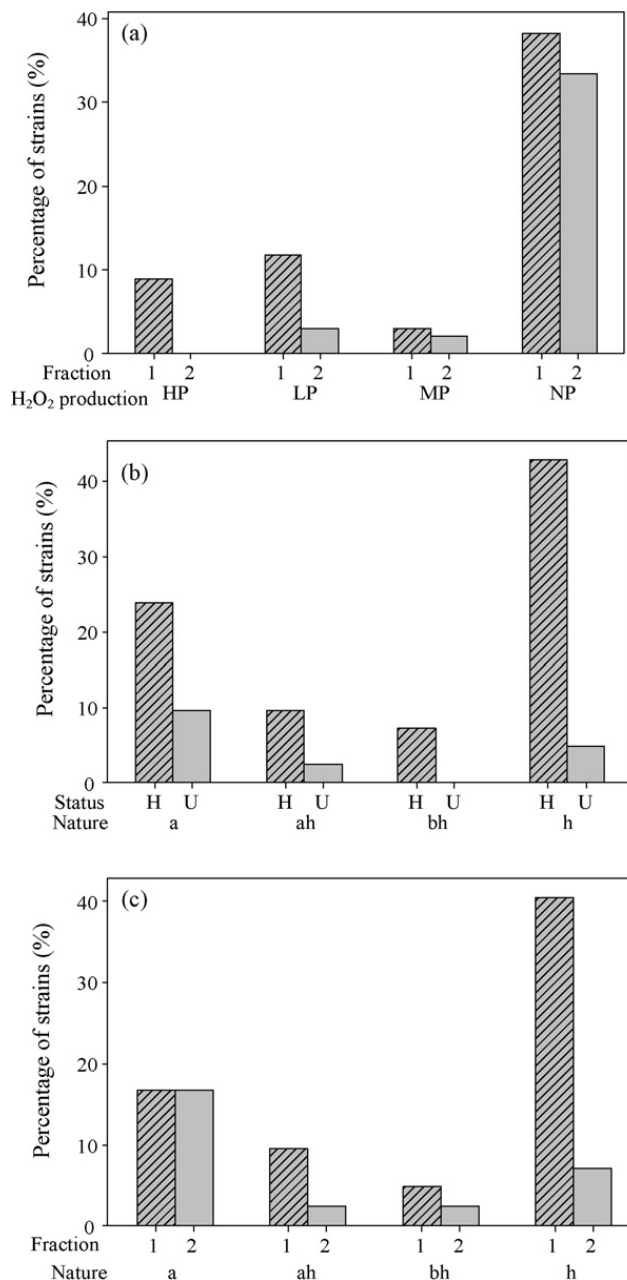 (a)
Percentage of strains (%)
40
30
20
10
0
Fraction 1 2 1 2 1 2 1 2
H₂O₂ production HP LP MP NP
(b)
Percentage of strains (%)
40
30
20
10
0
Status H U H U H U H U
Nature a ah bh h
(c)
Percentage of strains (%)
40
30
20
10
0
Fraction 1 2 1 2 1 2 1 2
Nature a ah bh h